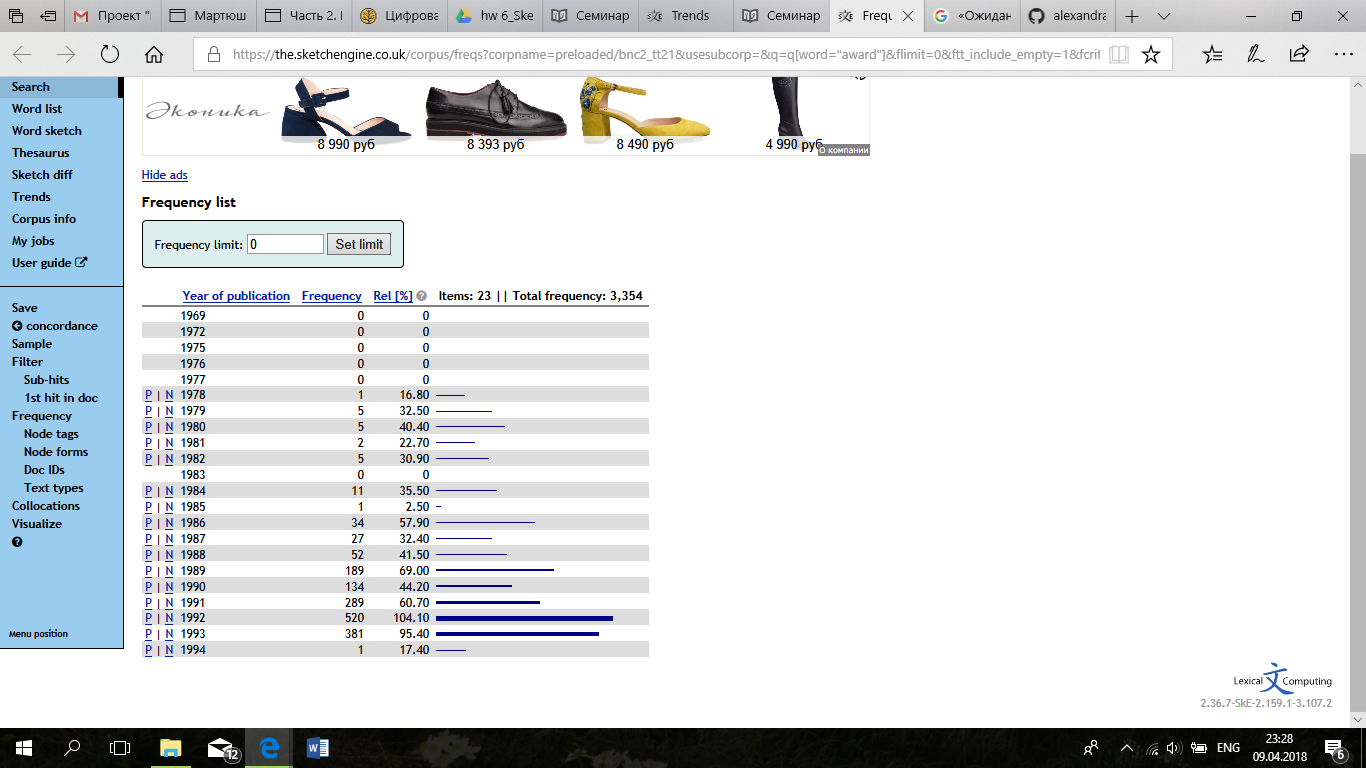 Проект "
Мартюш
Часть 2. I
Цифрова
hw 6_Ske
Семинар
Trends
Семинар
Freq
«Ожидан
alexandra
https://the.sketchengine.co.uk/corpus/freqs?corpname=preloaded/bnc2_tt21&usesubcorp=&q=q[word="award"]&flimit=0&ftt_include_empty=1&fcrit
Search
Word list
Word sketch
Thesaurus
Sketch diff
Trends
Corpus info
My jobs
User guide
Save
concordance
Sample
Filter
Sub-hits
1st hit in doc
Frequency
Node tags
Node forms
Doc IDs
Text types
Collocations
Visualize
?
Menu position
Эконика
8 990 руб 8 393 руб 8 490 руб 4 990 руб
О компании
Hide ads
Frequency list
Frequency limit: 0 Set limit
Year of publication Frequency Rel [%] ? Items: 23 || Total frequency: 3,354
1969 0 0
1972 0 0
1975 0 0
1976 0 0
1977 0 0
P | N 1978 1 16.80
P | N 1979 5 32.50
P | N 1980 5 40.40
P | N 1981 2 22.70
P | N 1982 5 30.90
1983 0 0
P | N 1984 11 35.50
P | N 1985 1 2.50
P | N 1986 34 57.90
P | N 1987 27 32.40
P | N 1988 52 41.50
P | N 1989 189 69.00
P | N 1990 134 44.20
P | N 1991 289 60.70
P | N 1992 520 104.10
P | N 1993 381 95.40
P | N 1994 1 17.40
Lexical 文 Computing
2.36.7-SkE-2.159.1-3.107.2
12
ENG
23:28
09.04.2018
6